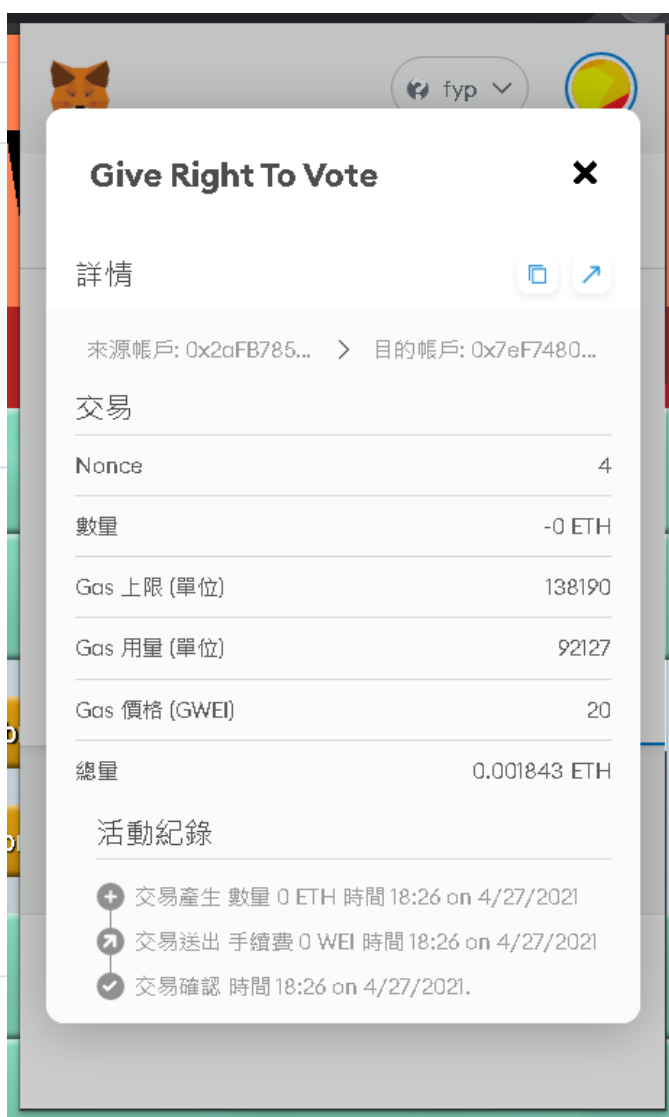 fyp
Give Right To Vote
詳情
來源帳戶: 0x2aFB785... > 目的帳戶: 0x7eF7480...
交易
Nonce 4
數量 -0 ETH
Gas 上限 (單位) 138190
Gas 用量 (單位) 92127
Gas 價格 (GWEI) 20
總量 0.001843 ETH
活動紀錄
交易產生 數量 0 ETH 時間 18:26 on 4/27/2021
交易送出 手續費 0 WEI 時間 18:26 on 4/27/2021
交易確認 時間 18:26 on 4/27/2021.